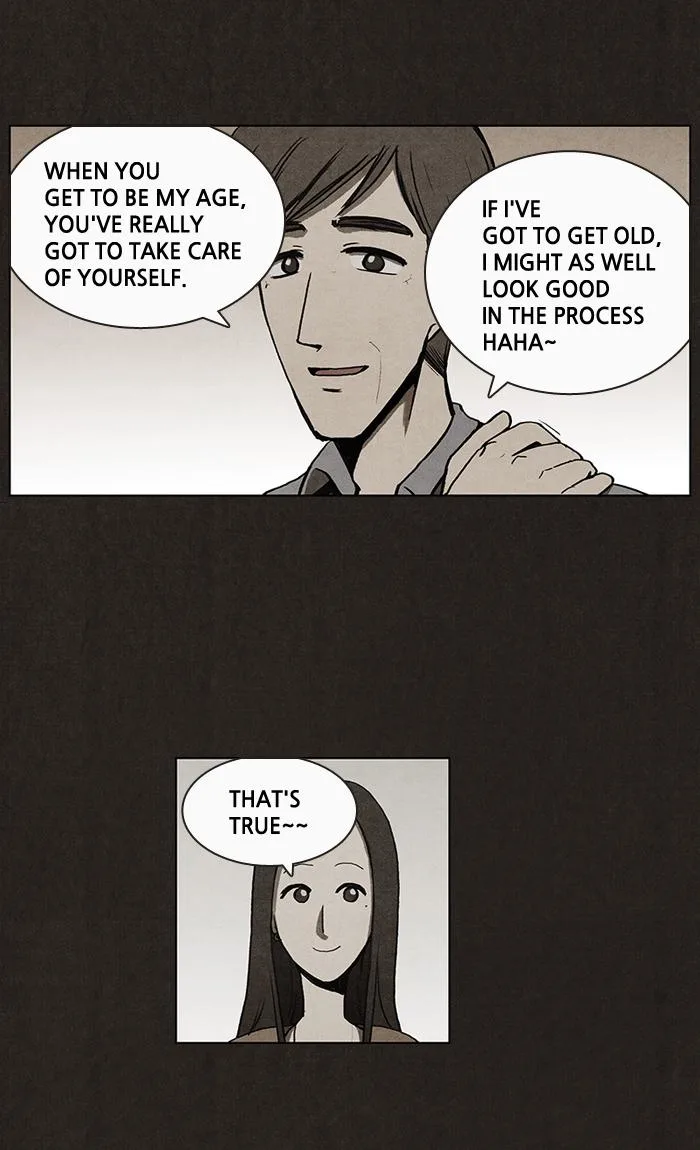 WHEN YOU
GET TO BE MY AGE,
YOU'VE REALLY
GOT TO TAKE CARE
OF YOURSELF.
IF I'VE
GOT TO GET OLD,
I MIGHT AS WELL
LOOK GOOD
IN THE PROCESS
HAHA~
THAT'S
TRUE~~